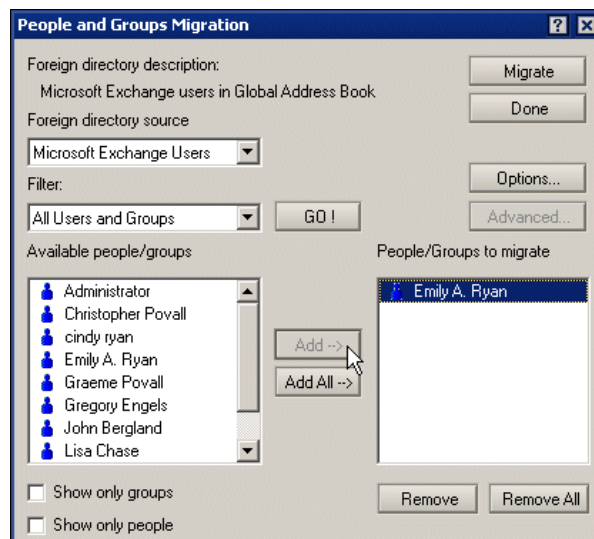 People and Groups Migration
Foreign directory description:
Microsoft Exchange users in Global Address Book
Migrate
Done
Foreign directory source
Microsoft Exchange Users
Filter:
Options...
All Users and Groups
GO !
Advanced...
Available people/groups
People/Groups to migrate
Administrator
Christopher Povall
cindy ryan
Emily A. Ryan
Graeme Povall
Gregory Engels
John Bergland
Lisa Chase
Add -->
Add All -->
Emily A. Ryan
Show only groups
Show only people
Remove
Remove All